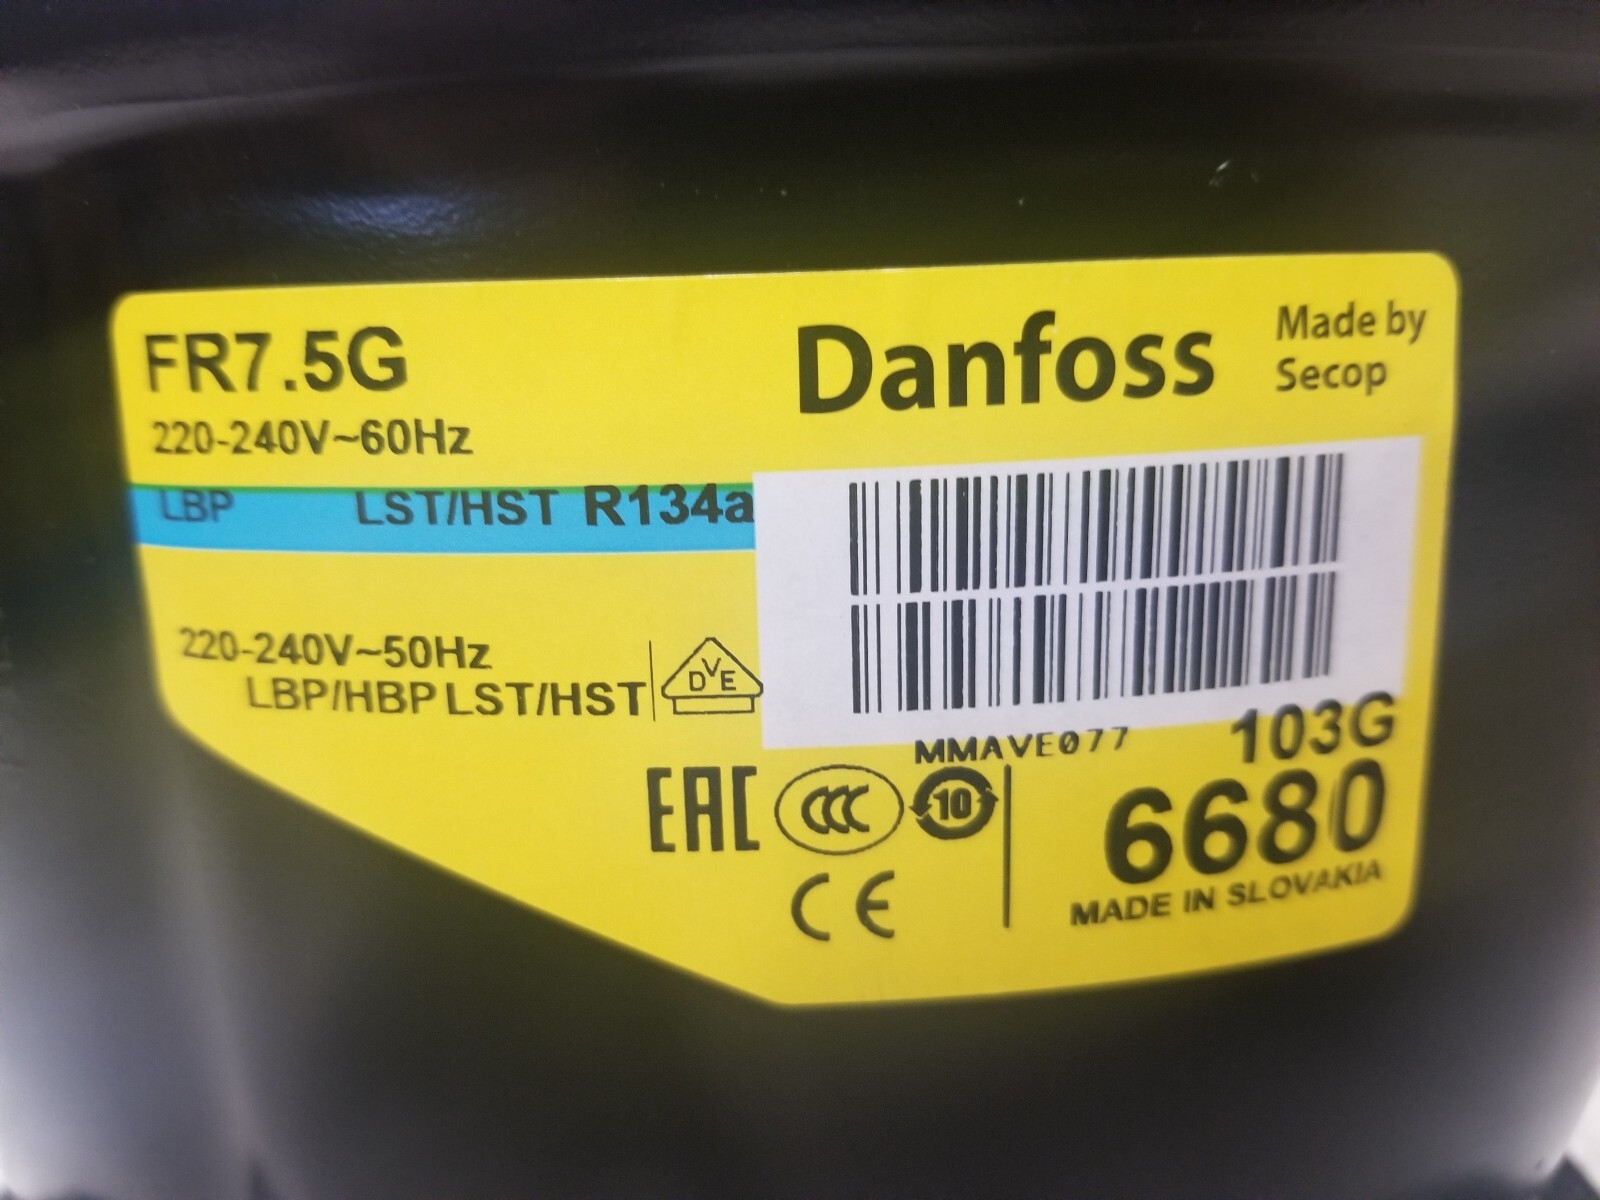 FR7.5G
Danfoss
Made by
Secop
220-240V~60Hz
LBP LST/HST R134a
220-240V~50Hz
LBP/HBP LST/HST
DVE
MMAVE077
103G
EAC
CCC
10
6680
CE
MADE IN SLOVAKIA